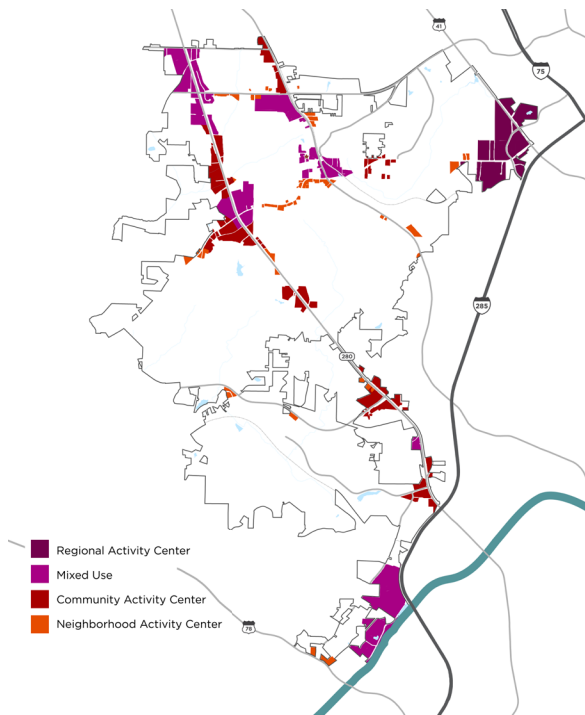 41
75
285
280
Regional Activity Center
Mixed Use
Community Activity Center
Neighborhood Activity Center
78